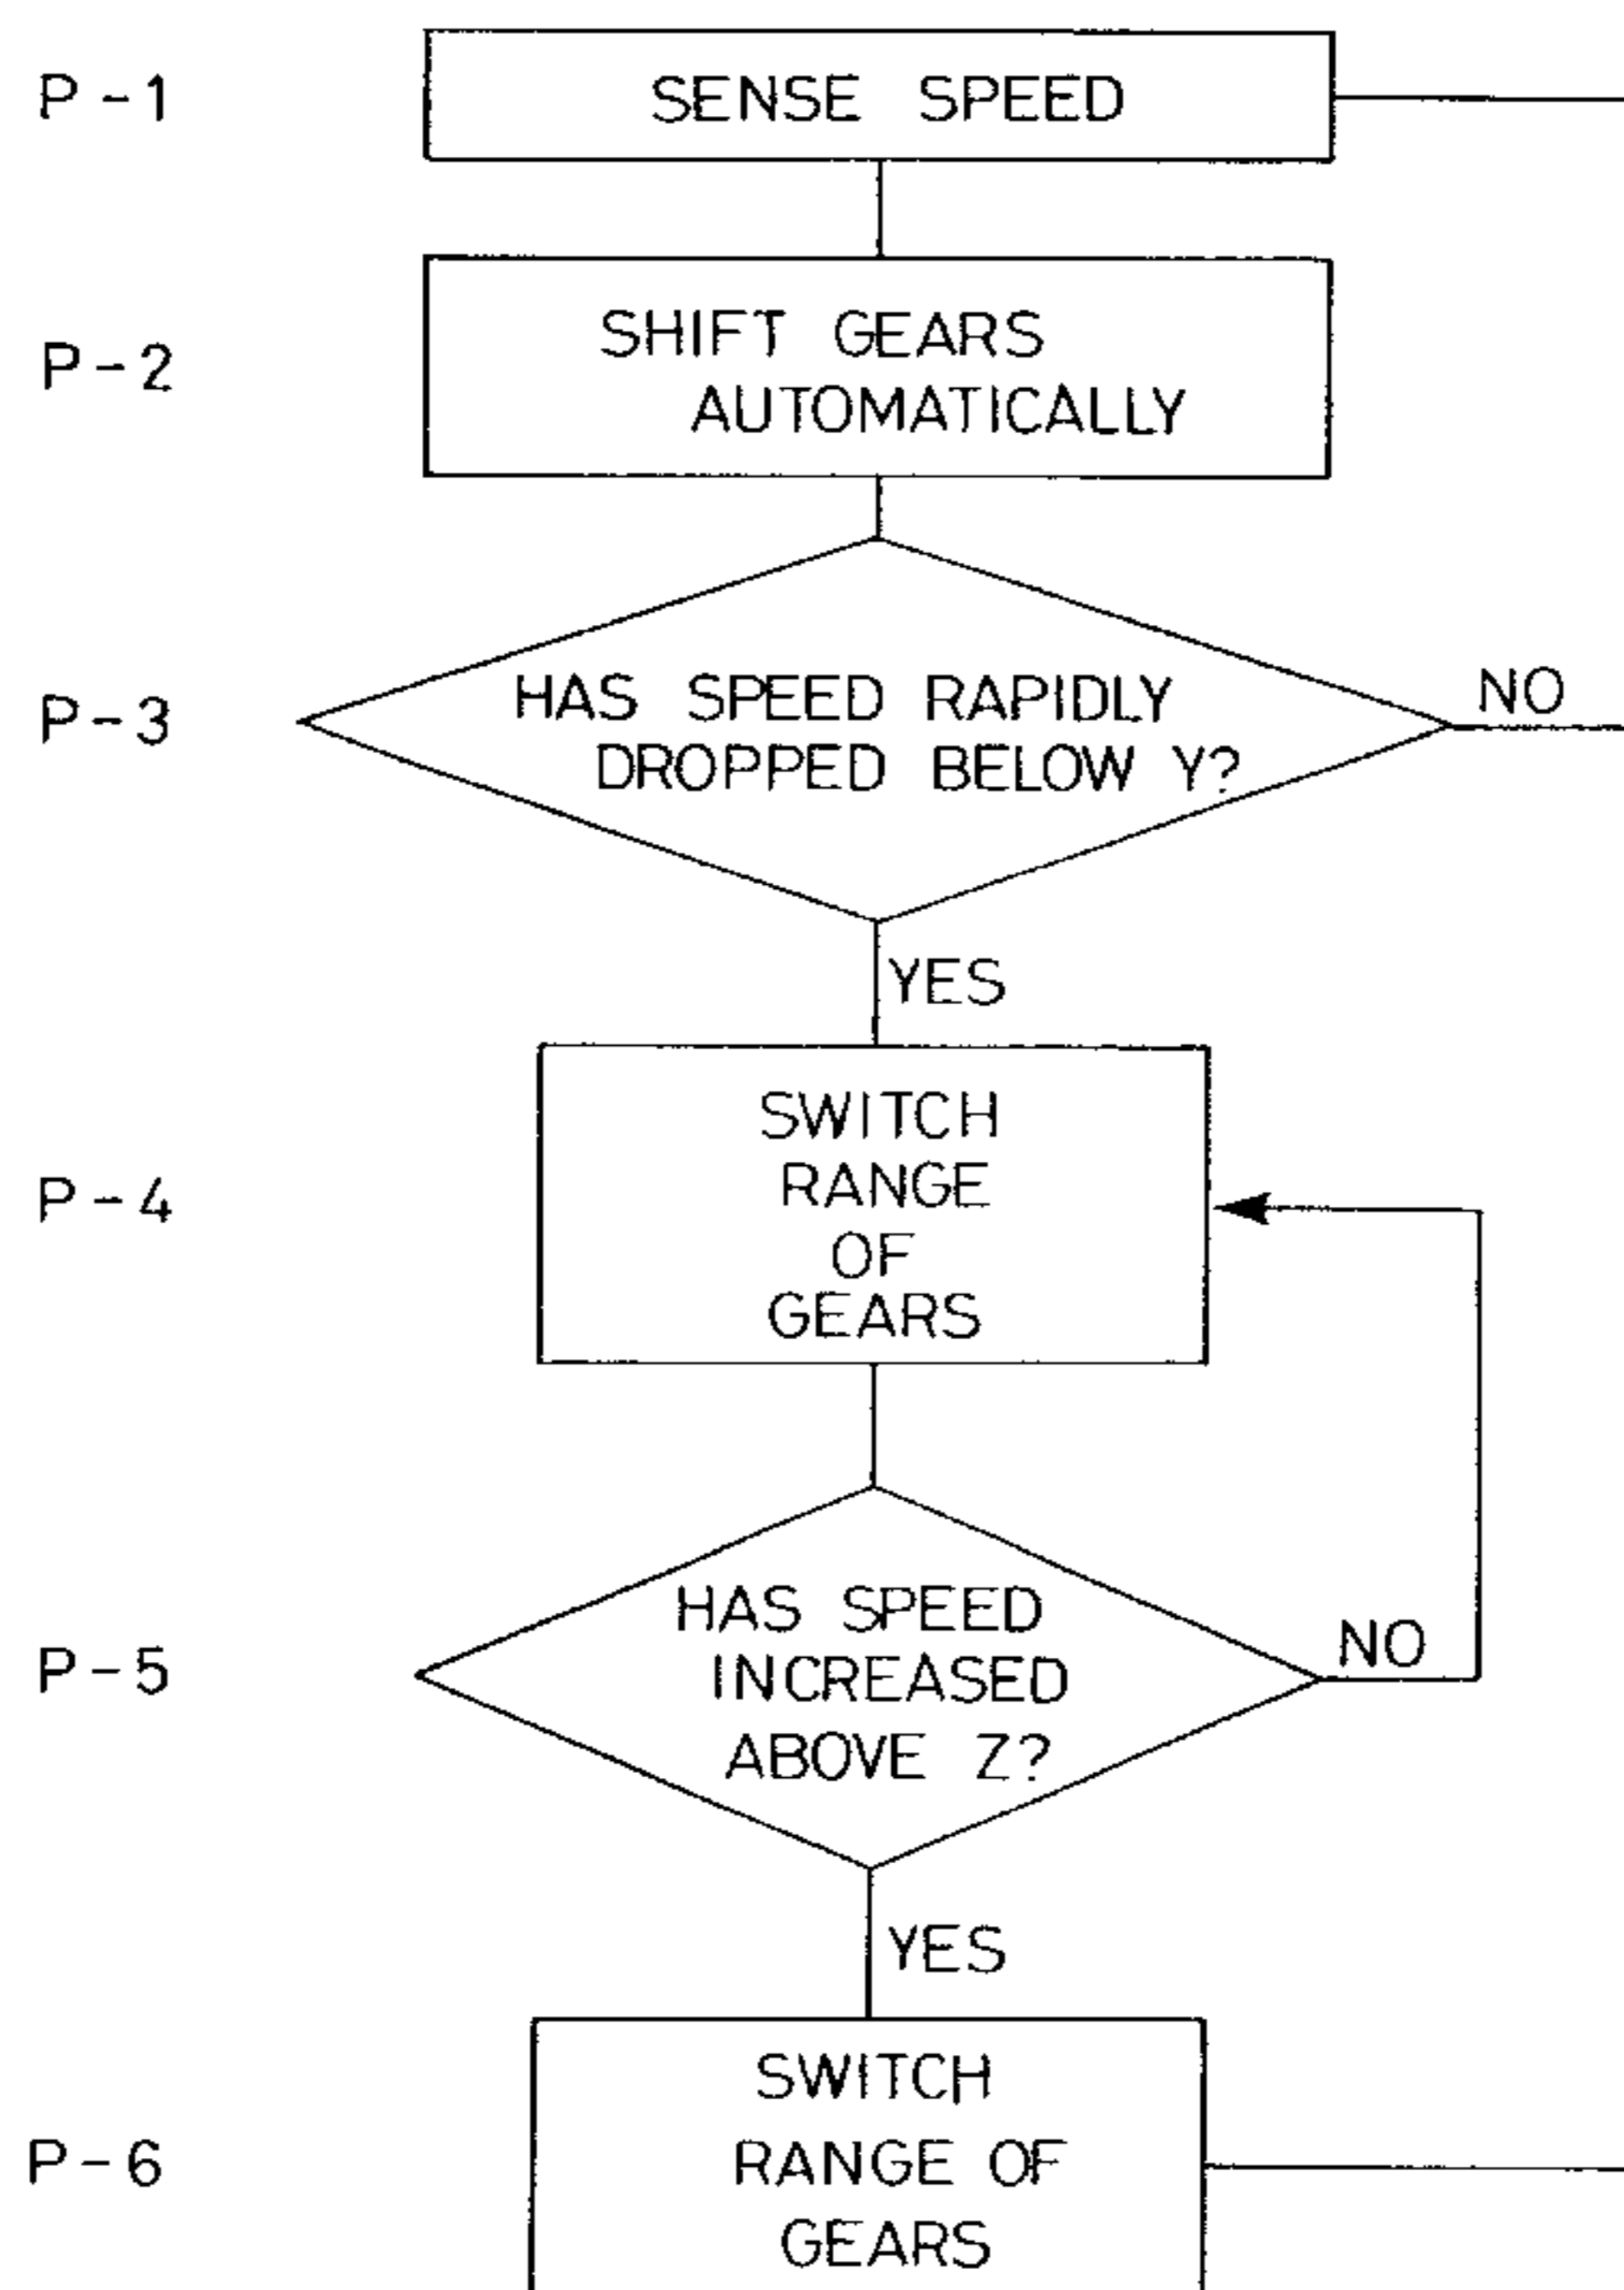 P-1
SENSE SPEED
P-2
SHIFT GEARS
AUTOMATICALLY
P-3
HAS SPEED RAPIDLY
DROPPED BELOW Y?
NO
YES
P-4
SWITCH
RANGE
OF
GEARS
P-5
HAS SPEED
INCREASED
ABOVE Z?
NO
YES
P-6
SWITCH
RANGE OF
GEARS